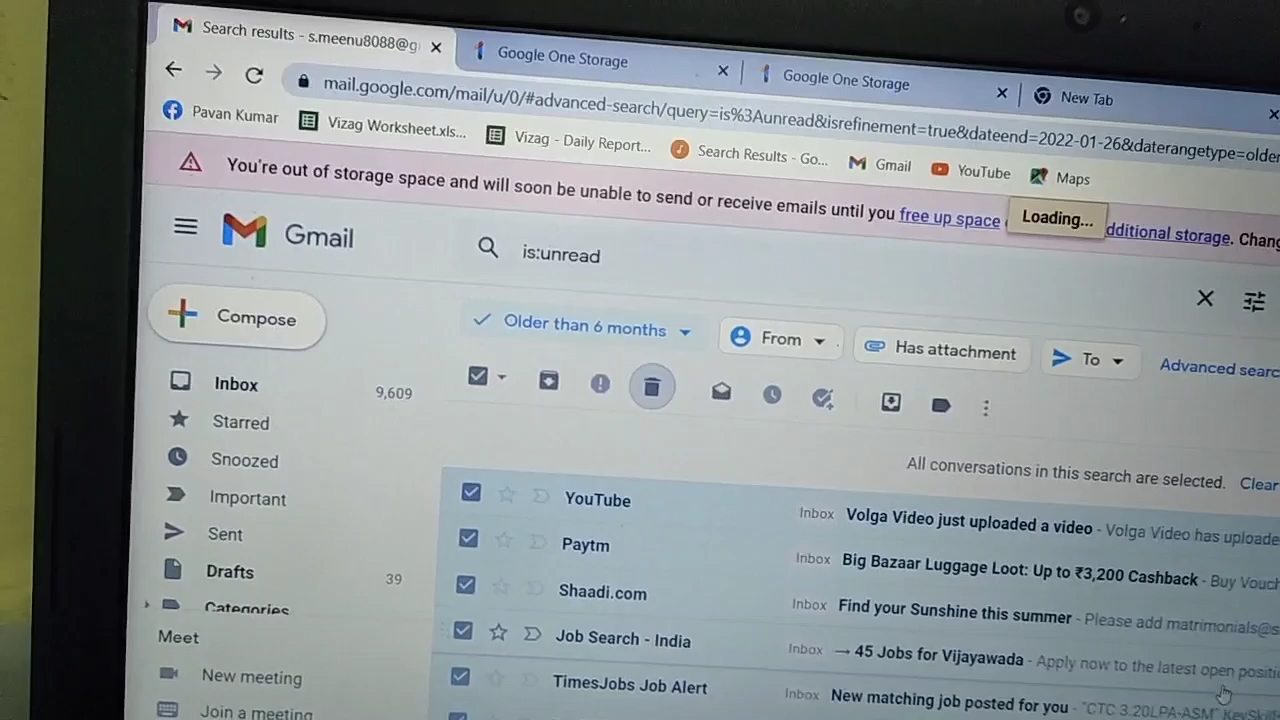 Search results - s.meenu8088@g
Google One Storage
Google One Storage
New Tab
mail.google.com/mail/u/0/#advanced-search/query=is%3Aunread&isrefinement=true&dateend=2022-01-26&daterangetype=older
Pavan Kumar
Vizag Worksheet.xls...
Vizag - Daily Report...
Search Results - Go...
Gmail
YouTube
Maps
You're out of storage space and will soon be unable to send or receive emails until you free up space
Loading...
dditional storage. Chang
Gmail
is:unread
Compose
Older than 6 months
From
Has attachment
To
Advanced searc
Inbox 9,609
Starred
Snoozed
Important
Sent
Drafts 39
Categories
Meet
New meeting
Join a meeting
All conversations in this search are selected. Clear
YouTube Inbox Volga Video just uploaded a video - Volga Video has uploade
Paytm Inbox Big Bazaar Luggage Loot: Up to ₹3,200 Cashback - Buy Vouch
Shaadi.com Inbox Find your Sunshine this summer - Please add matrimonials@s
Job Search - India Inbox → 45 Jobs for Vijayawada - Apply now to the latest open positi
TimesJobs Job Alert Inbox New matching job posted for you - "CTC 3.20LPA-ASM"